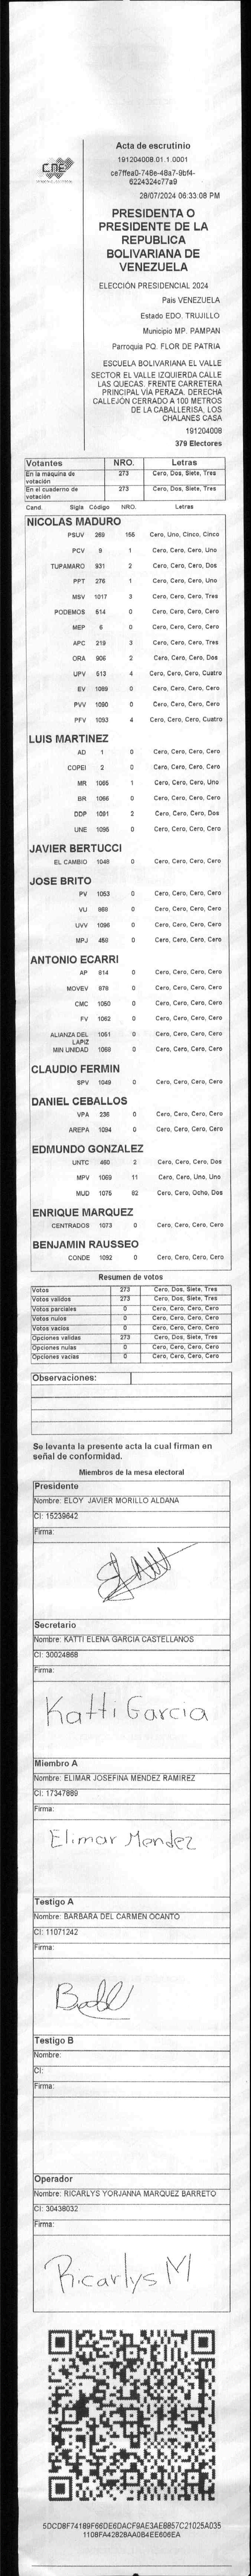 CNE
Acta de escrutinio
191204008.01.1.0001
ce7ffea0-748e-48a7-9bf4-
6224324c77a9
28/07/2024 06:33:08 PM
PRESIDENTA O
PRESIDENTE DE LA
REPUBLICA
BOLIVARIANA DE
VENEZUELA
ELECCIÓN PRESIDENCIAL 2024
Pais VENEZUELA
Estado EDO. TRUJILLO
Municipio MP. PAMPAN
Parroquia PQ. FLOR DE PATRIA
ESCUELA BOLIVARIANA EL VALLE
SECTOR EL VALLE IZQUIERDA CALLE
LAS QUECAS. FRENTE CARRETERA
PRINCIPAL VÍA PERAZA. DERECHA
CALLEJÓN CERRADO A 100 METROS
DE LA CABALLERISA, LOS
CHALANES CASA
191204008
379 Electores
Votantes NRO. Letras
En la máquina de votación 273 Cero, Dos, Siete, Tres
En el cuaderno de votación 273 Cero, Dos, Siete, Tres
Cand. Sigla Código NRO. Letras
NICOLAS MADURO
PSUV 269 155 Cero, Uno, Cinco, Cinco
PCV 9 1 Cero, Cero, Cero, Uno
TUPAMARO 931 2 Cero, Cero, Cero, Dos
PPT 276 1 Cero, Cero, Cero, Uno
MSV 1017 3 Cero, Cero, Cero, Tres
PODEMOS 514 0 Cero, Cero, Cero, Cero
MEP 6 0 Cero, Cero, Cero, Cero
APC 219 3 Cero, Cero, Cero, Tres
ORA 906 2 Cero, Cero, Cero, Dos
UPV 513 4 Cero, Cero, Cero, Cuatro
EV 1089 0 Cero, Cero, Cero, Cero
PVV 1090 0 Cero, Cero, Cero, Cero
PFV 1093 4 Cero, Cero, Cero, Cuatro
LUIS MARTINEZ
AD 1 0 Cero, Cero, Cero, Cero
COPEI 2 0 Cero, Cero, Cero, Cero
MR 1065 1 Cero, Cero, Cero, Uno
BR 1066 0 Cero, Cero, Cero, Cero
DDP 1091 2 Cero, Cero, Cero, Dos
UNE 1095 0 Cero, Cero, Cero, Cero
JAVIER BERTUCCI
EL CAMBIO 1048 0 Cero, Cero, Cero, Cero
JOSE BRITO
PV 1053 0 Cero, Cero, Cero, Cero
VU 969 0 Cero, Cero, Cero, Cero
UVV 1096 0 Cero, Cero, Cero, Cero
MPJ 450 0 Cero, Cero, Cero, Cero
ANTONIO ECARRI
AP 814 0 Cero, Cero, Cero, Cero
MOVEV 978 0 Cero, Cero, Cero, Cero
CMC 1050 0 Cero, Cero, Cero, Cero
FV 1062 0 Cero, Cero, Cero, Cero
ALIANZA DEL LAPIZ 1051 0 Cero, Cero, Cero, Cero
MIN UNIDAD 1069 0 Cero, Cero, Cero, Cero
CLAUDIO FERMIN
SPV 1049 0 Cero, Cero, Cero, Cero
DANIEL CEBALLOS
VPA 236 0 Cero, Cero, Cero, Cero
AREPA 1094 0 Cero, Cero, Cero, Cero
EDMUNDO GONZALEZ
UNTC 460 2 Cero, Cero, Cero, Dos
MPV 1069 11 Cero, Cero, Uno, Uno
MUD 1075 82 Cero, Cero, Ocho, Dos
ENRIQUE MARQUEZ
CENTRADOS 1073 0 Cero, Cero, Cero, Cero
BENJAMIN RAUSSEO
CONDE 1092 0 Cero, Cero, Cero, Cero
Resumen de votos
Votos 273 Cero, Dos, Siete, Tres
Votos validos 273 Cero, Dos, Siete, Tres
Votos parciales 0 Cero, Cero, Cero, Cero
Votos nulos 0 Cero, Cero, Cero, Cero
Votos vacios 0 Cero, Cero, Cero, Cero
Opciones validas 273 Cero, Dos, Siete, Tres
Opciones nulas 0 Cero, Cero, Cero, Cero
Opciones vacias 0 Cero, Cero, Cero, Cero
Observaciones:
Se levanta la presente acta la cual firman en
señal de conformidad.
Miembros de la mesa electoral
Presidente
Nombre: ELOY JAVIER MORILLO ALDANA
CI: 15239642
Firma:
Secretario
Nombre: KATTI ELENA GARCIA CASTELLANOS
CI: 30024868
Firma:
Katti Garcia
Miembro A
Nombre: ELIMAR JOSEFINA MENDEZ RAMIREZ
CI: 17347889
Firma:
Elimar Mendez
Testigo A
Nombre: BARBARA DEL CARMEN OCANTO
CI: 11071242
Firma:
Testigo B
Nombre:
CI:
Firma:
Operador
Nombre: RICARLYS YORJANNA MARQUEZ BARRETO
CI: 30438032
Firma:
Ricarlys M
5DCD8F74189F66DE6DACF9AE3AE8857C21025A035
1108FA42828AA0B4EE606EA